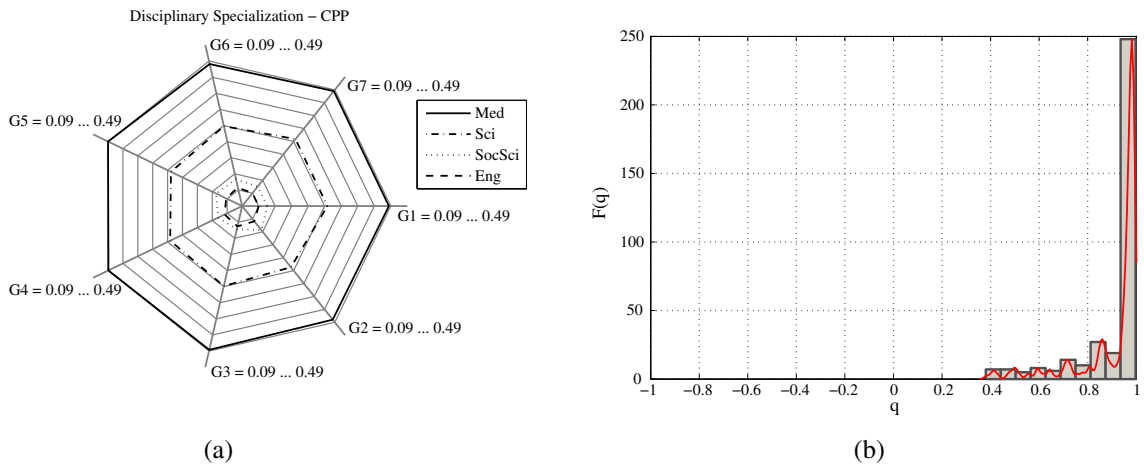 Disciplinary Specialization – CPP
G6 = 0.09 ... 0.49
G7 = 0.09 ... 0.49
G5 = 0.09 ... 0.49
Med
Sci
SocSci
Eng
G1 = 0.09 ... 0.49
G4 = 0.09 ... 0.49
G2 = 0.09 ... 0.49
G3 = 0.09 ... 0.49
(a)
250
200
150
100
50
0
F(q)
−1 −0.8 −0.6 −0.4 −0.2 0 0.2 0.4 0.6 0.8 1
q
(b)